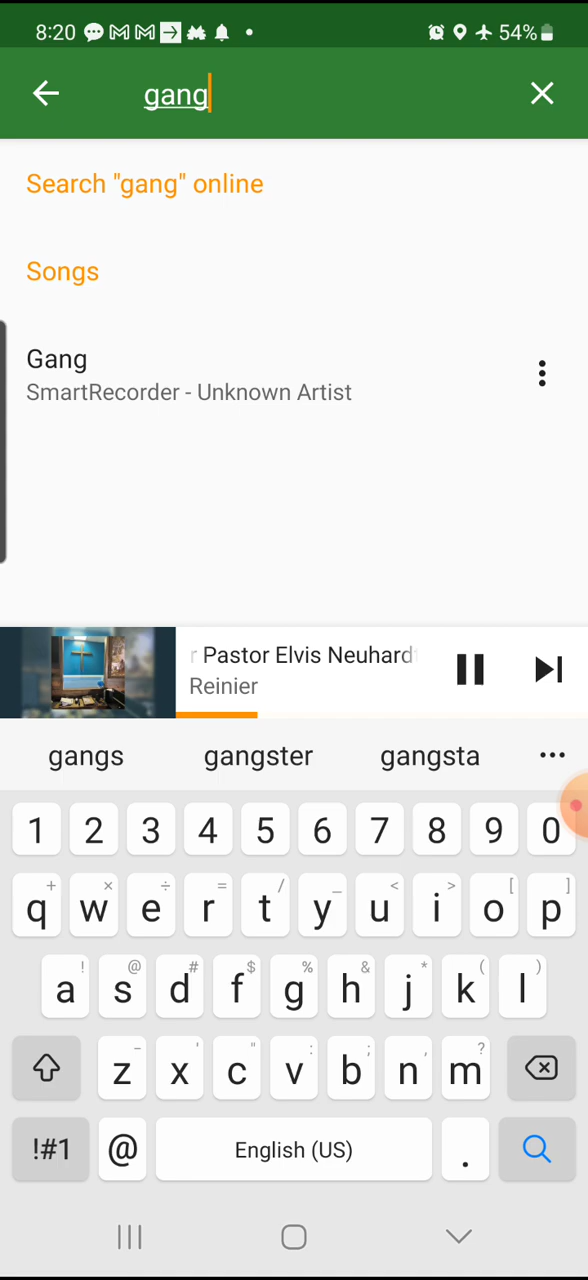 8:20 54%
gang
Search "gang" online
Songs
Gang
SmartRecorder - Unknown Artist
r Pastor Elvis Neuhard
Reinier
gangs gangster gangsta
1 2 3 4 5 6 7 8 9 0
+ × ÷ = / _ < > [ ]
q w e r t y u i o p
! @ # $ % & * ( )
a s d f g h j k l
- ' " : ; , ?
z x c v b n m
!#1 @ English (US) .